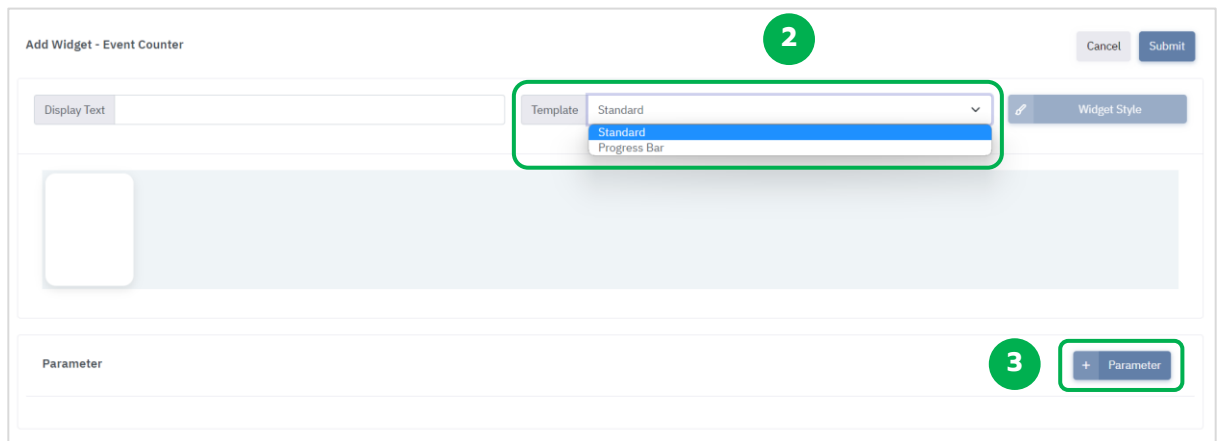 Add Widget - Event Counter
2
Cancel
Submit
Display Text
Template
Standard
Widget Style
Standard
Progress Bar
Parameter
3
+ Parameter